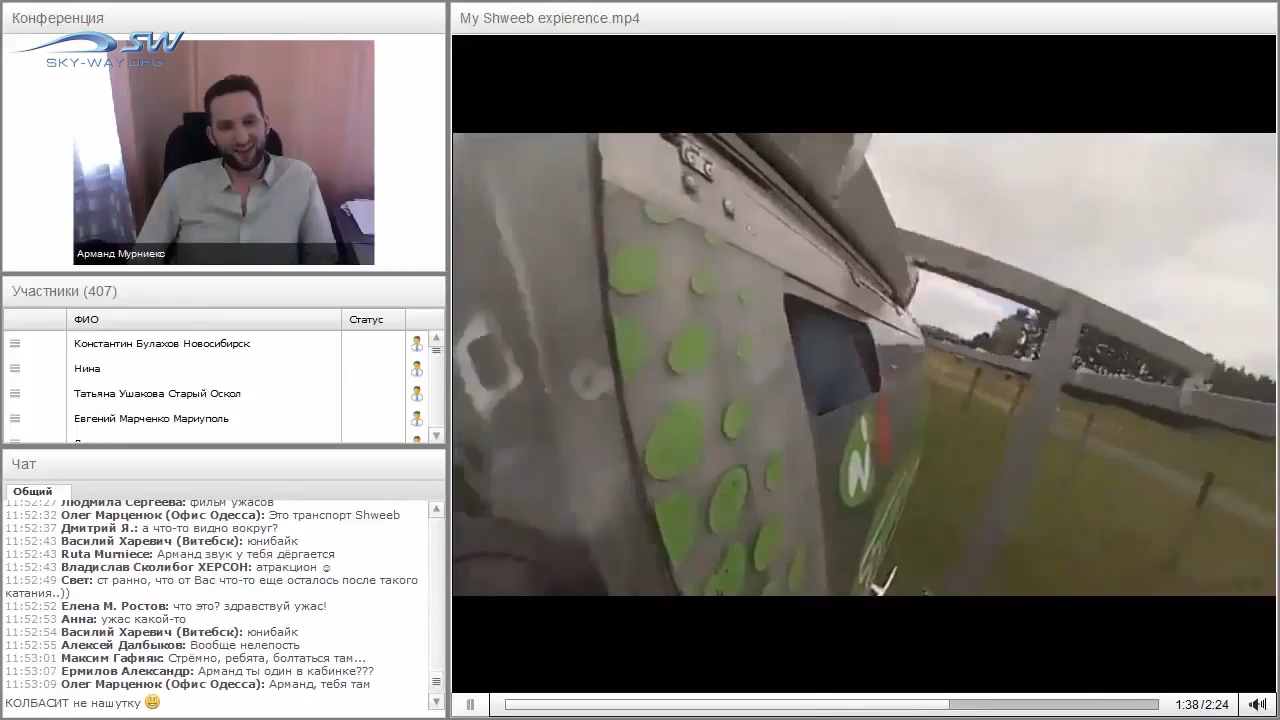 Конференция
SW
SKY-WAY.ORG
Арманд Мурниекс
Участники (407)
ФИО Статус
Константин Булахов Новосибирск
Нина
Татьяна Ушакова Старый Оскол
Евгений Марченко Мариуполь
Чат
Общий
11:52:27 Людмила Сергеева: фильм ужасов
11:52:32 Олег Марценюк (Офис Одесса): Это транспорт Shweeb
11:52:37 Дмитрий Я.: а что-то видно вокруг?
11:52:43 Василий Харевич (Витебск): юнибайк
11:52:43 Ruta Murniece: Арманд звук у тебя дёргается
11:52:43 Владислав Сколибог ХЕРСОН: атракцион ☺
11:52:49 Свет: ст ранно, что от Вас что-то еще осталось после такого
катания..))
11:52:52 Елена М. Ростов: что это? здравствуй ужас!
11:52:53 Анна: ужас какой-то
11:52:54 Василий Харевич (Витебск): юнибайк
11:52:55 Алексей Далбыков: Вообще нелепость
11:53:01 Максим Гафияк: Стрёмно, ребята, болтаться там...
11:53:07 Ермилов Александр: Арманд ты один в кабинке???
11:53:09 Олег Марценюк (Офис Одесса): Арманд, тебя там
КОЛБАСИТ не нашутку
My Shweeb expierence.mp4
N
1:38/2:24